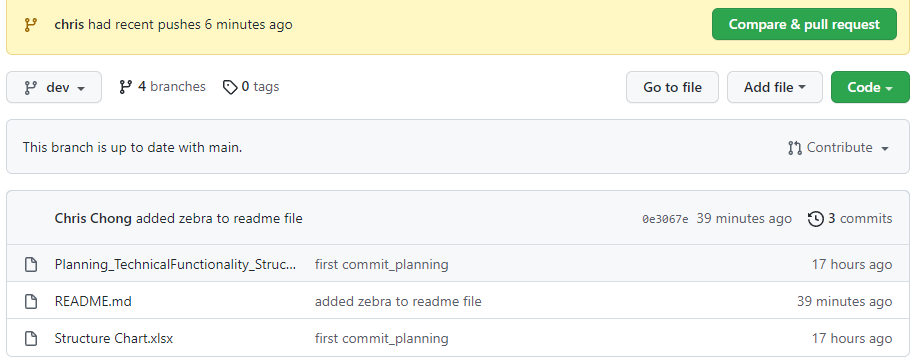 chris had recent pushes 6 minutes ago Compare & pull request
dev 4 branches 0 tags Go to file Add file Code
This branch is up to date with main. Contribute
Chris Chong added zebra to readme file 0e3067e 39 minutes ago 3 commits
Planning_TechnicalFunctionality_Struc... first commit_planning 17 hours ago
README.md added zebra to readme file 39 minutes ago
Structure Chart.xlsx first commit_planning 17 hours ago